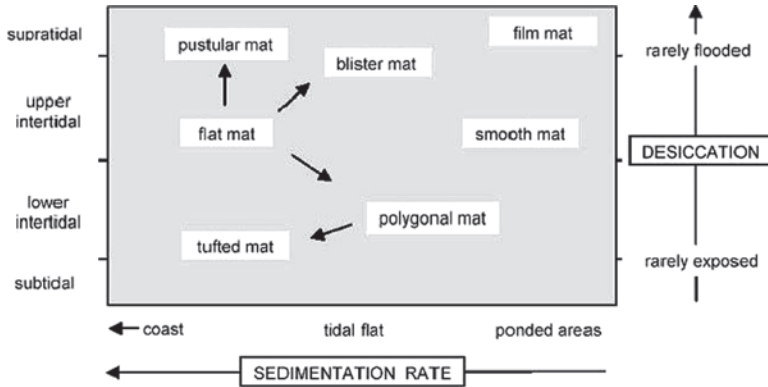 supratidal
upper
intertidal
lower
intertidal
subtidal
pustular mat
film mat
blister mat
flat mat
smooth mat
polygonal mat
tufted mat
rarely flooded
DESICCATION
rarely exposed
coast
tidal flat
ponded areas
SEDIMENTATION RATE